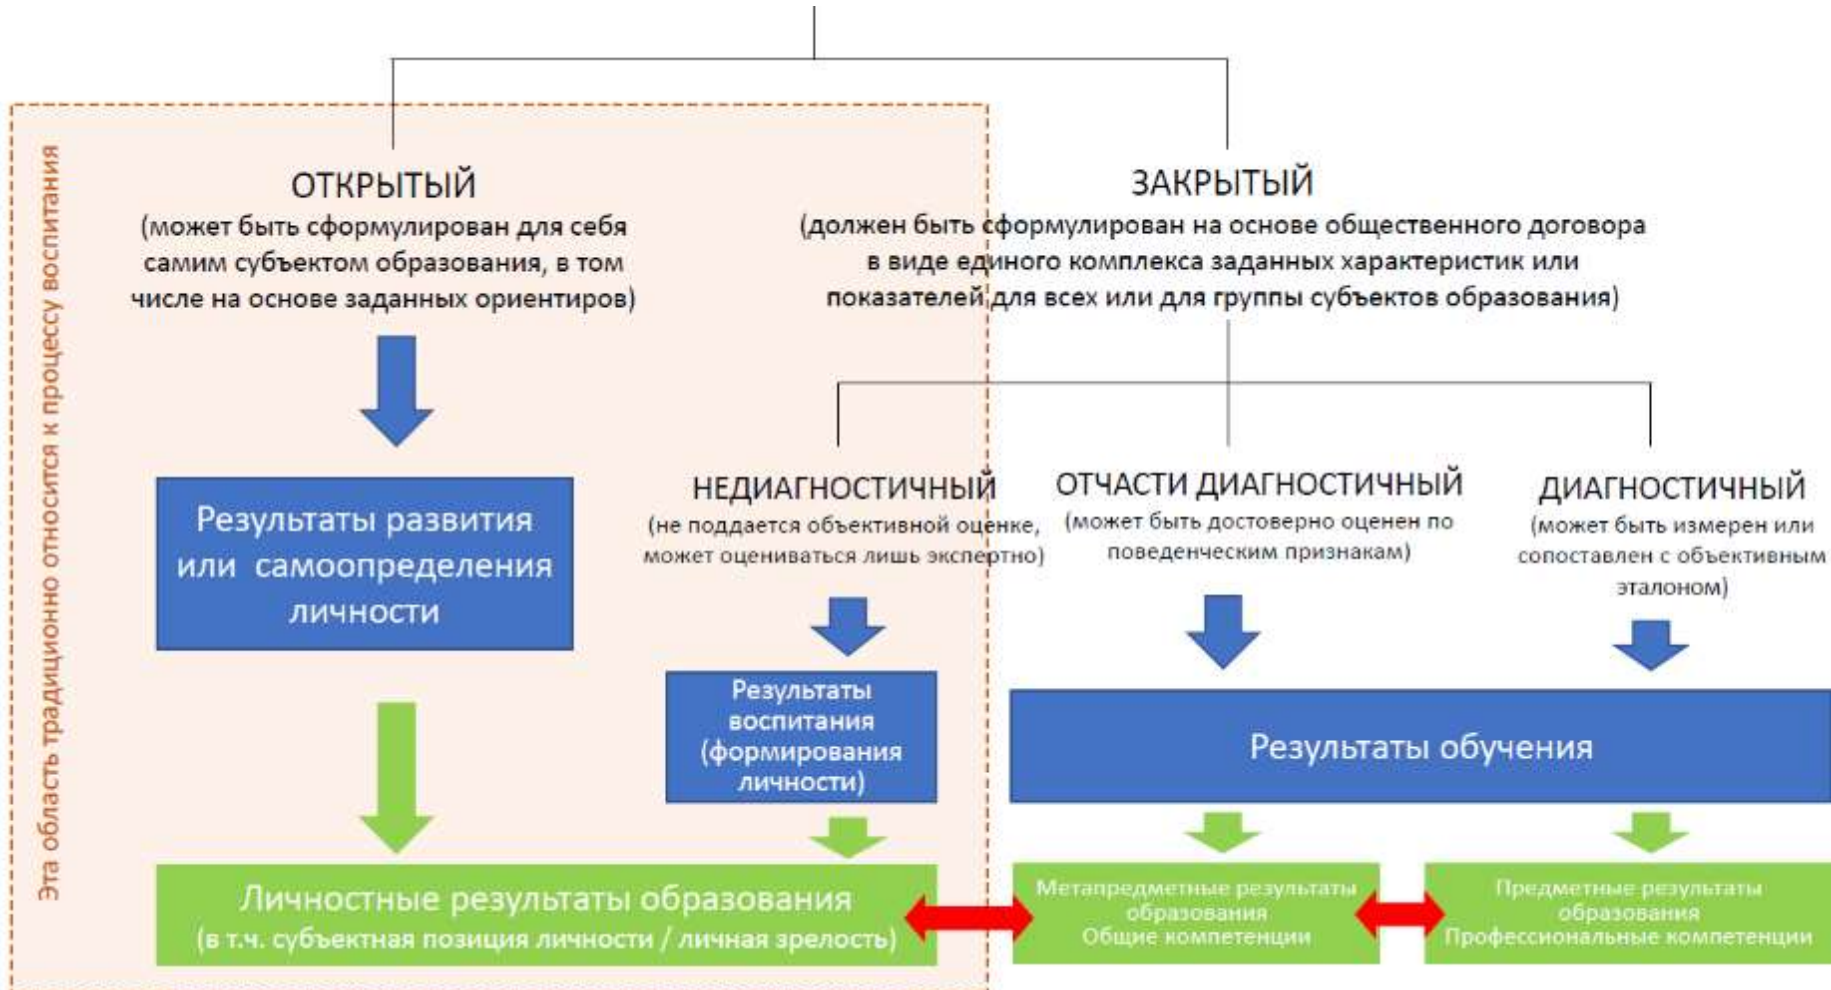 Эта область традиционно относится к процессу воспитания
ОТКРЫТЫЙ
(может быть сформулирован для себя
самим субъектом образования, в том
числе на основе заданных ориентиров)
ЗАКРЫТЫЙ
(должен быть сформулирован на основе общественного договора
в виде единого комплекса заданных характеристик или
показателей для всех или для группы субъектов образования)
Результаты развития
или самоопределения
личности
НЕДИАГНОСТИЧНЫЙ
(не поддается объективной оценке,
может оцениваться лишь экспертно)
ОТЧАСТИ ДИАГНОСТИЧНЫЙ
(может быть достоверно оценен по
поведенческим признакам)
ДИАГНОСТИЧНЫЙ
(может быть измерен или
сопоставлен с объективным
эталоном)
Результаты
воспитания
(формирования
личности)
Результаты обучения
Личностные результаты образования
(в т.ч. субъектная позиция личности / личная зрелость)
Метапредметные результаты
образования
Общие компетенции
Предметные результаты
образования
Профессиональные компетенции